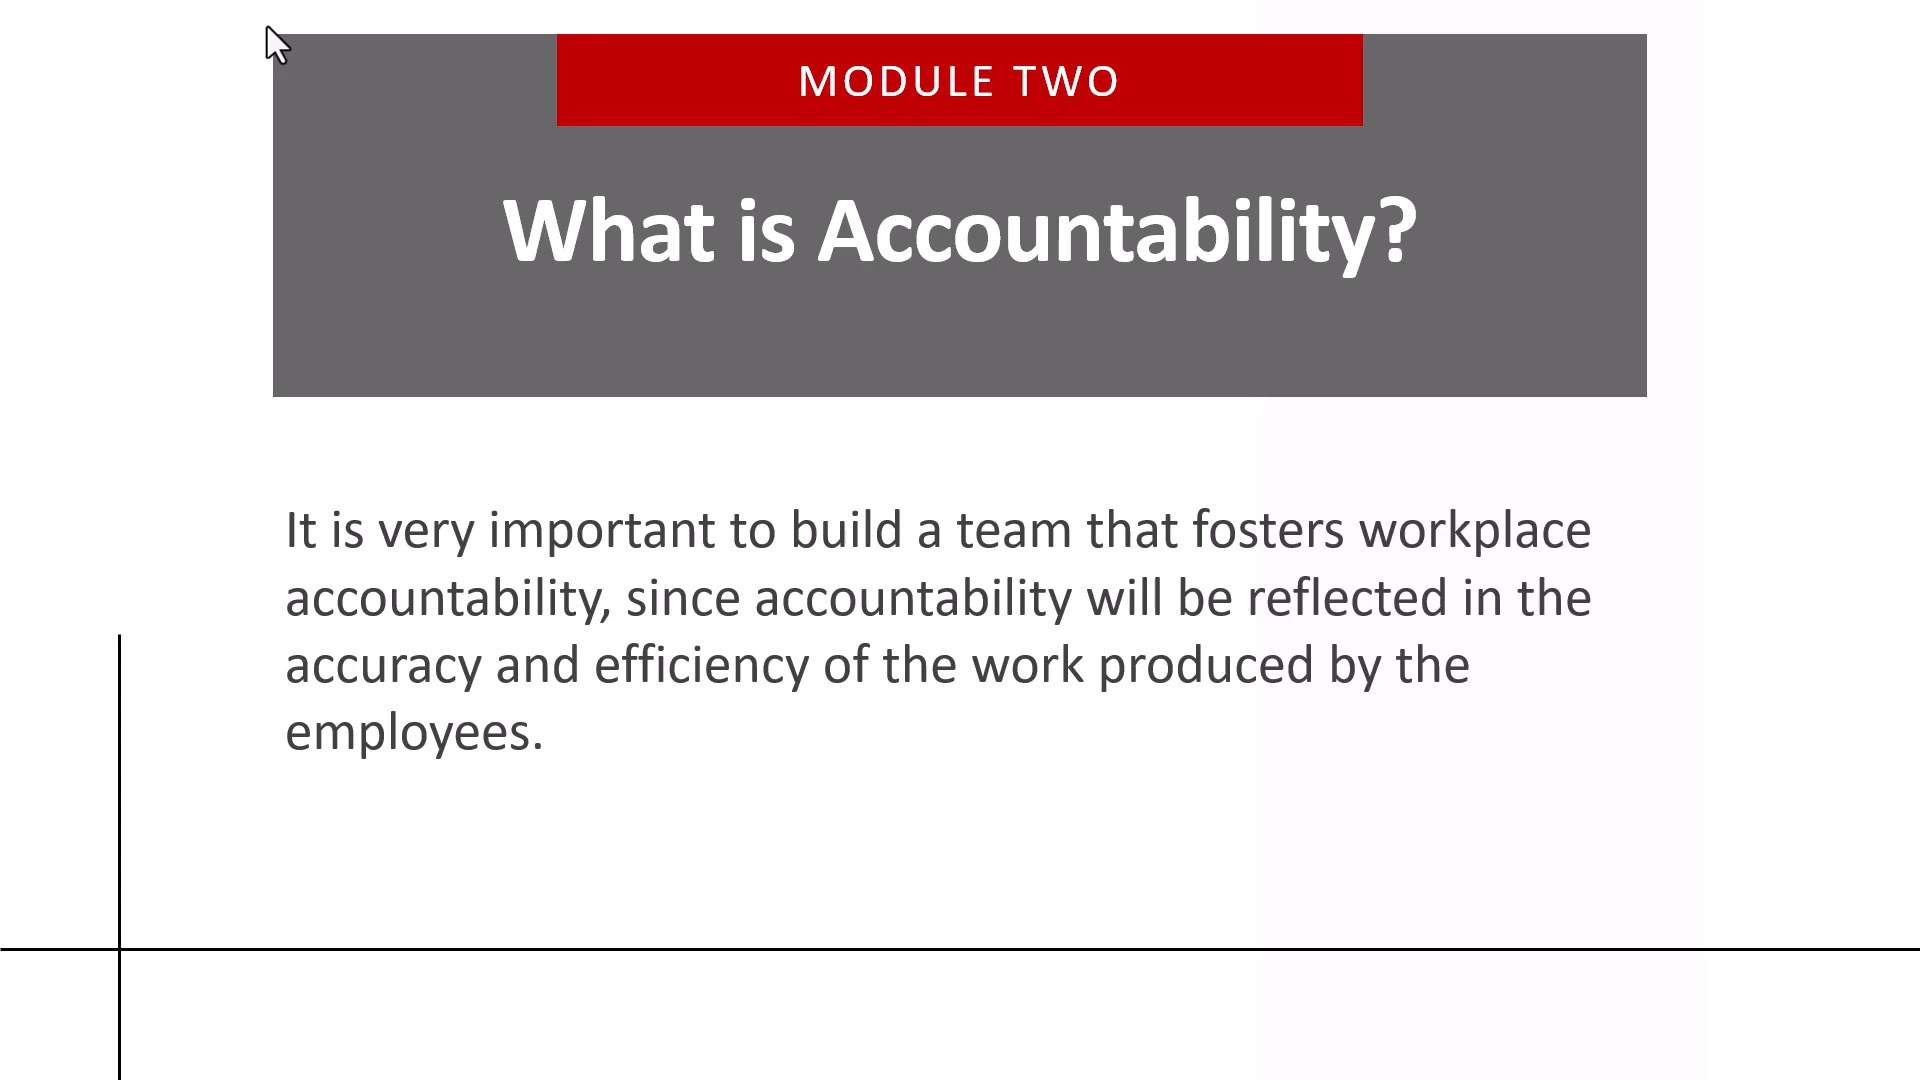 MODULE TWO
What is Accountability?
It is very important to build a team that fosters workplace
accountability, since accountability will be reflected in the
accuracy and efficiency of the work produced by the
employees.